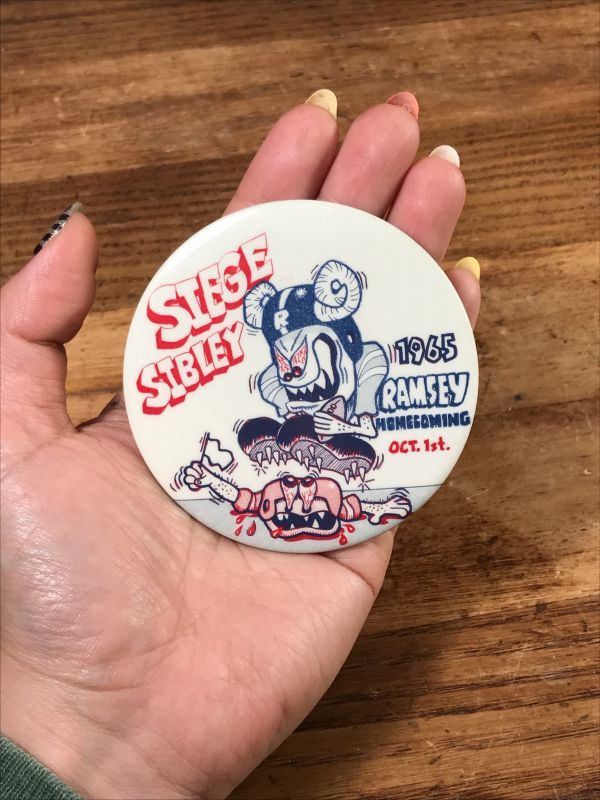 SIEGE
SIBLEY
R
1965
RAMSEY
HOMECOMING
OCT. 1st.
S